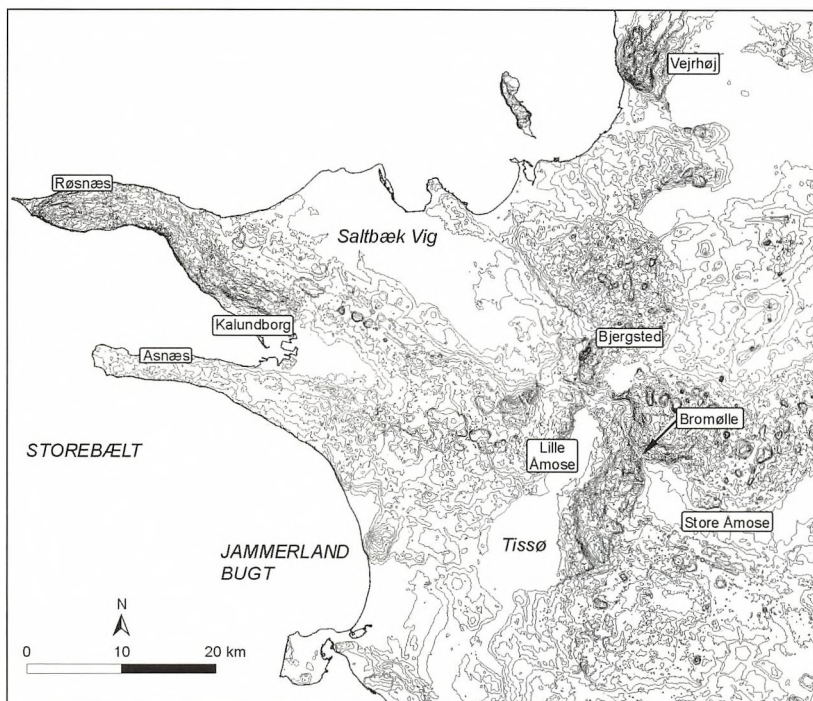 Vejrhøj
Røsnæs
Saltbæk Vig
Kalundborg
Bjergsted
Asnæs
Bromølle
STOREBÆLT
Lille
Åmose
Store Åmose
JAMMERLAND
BUGT
Tissø
N
0 10 20 km